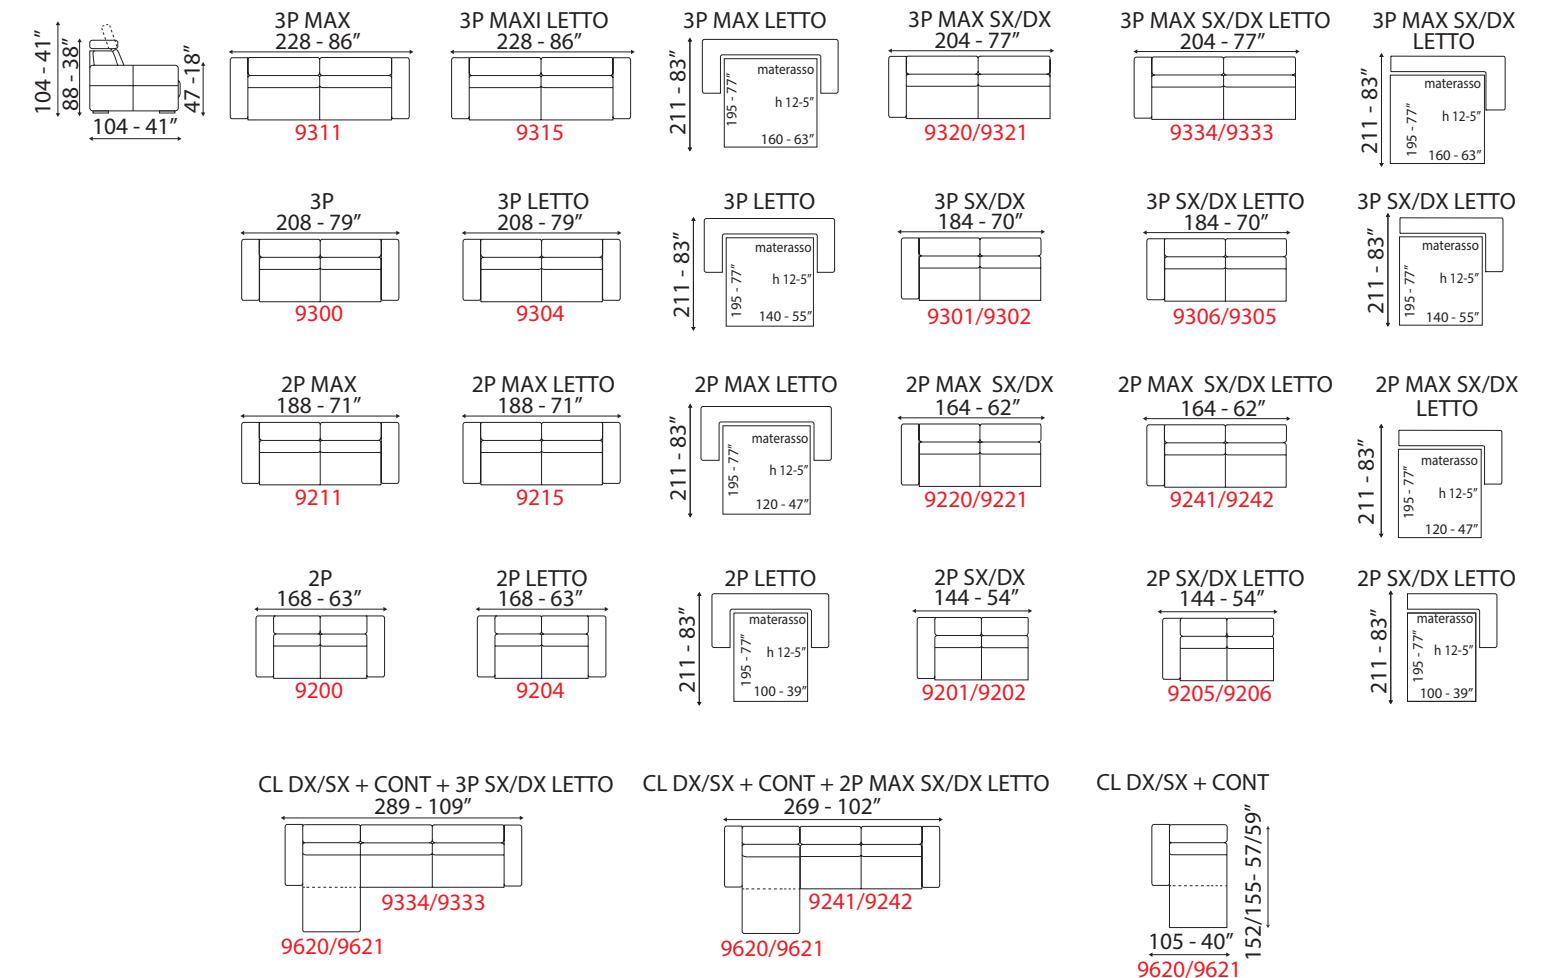 104 - 41”
88 - 38”
47 -18”
104 - 41”
3P MAX
228 - 86”
9311
3P MAXI LETTO
228 - 86”
9315
3P MAX LETTO
211 - 83”
materasso
195 - 77”
h 12-5”
160 - 63”
3P MAX SX/DX
204 - 77”
9320/9321
3P MAX SX/DX LETTO
204 - 77”
9334/9333
3P MAX SX/DX
LETTO
211 - 83”
materasso
195 - 77”
h 12-5”
160 - 63”
3P
208 - 79”
9300
3P LETTO
208 - 79”
9304
3P LETTO
211 - 83”
materasso
195 - 77”
h 12-5”
140 - 55”
3P SX/DX
184 - 70”
9301/9302
3P SX/DX LETTO
184 - 70”
9306/9305
3P SX/DX LETTO
211 - 83”
materasso
195 - 77”
h 12-5”
140 - 55”
2P MAX
188 - 71”
9211
2P MAX LETTO
188 - 71”
9215
2P MAX LETTO
211 - 83”
materasso
195 - 77”
h 12-5”
120 - 47”
2P MAX  SX/DX
164 - 62”
9220/9221
2P MAX  SX/DX LETTO
164 - 62”
9241/9242
2P MAX SX/DX
LETTO
211 - 83”
materasso
195 - 77”
h 12-5”
120 - 47”
2P
168 - 63”
9200
2P LETTO
168 - 63”
9204
2P LETTO
211 - 83”
materasso
195 - 77”
h 12-5”
100 - 39”
2P SX/DX
144 - 54”
9201/9202
2P SX/DX LETTO
144 - 54”
9205/9206
2P SX/DX LETTO
211 - 83”
materasso
195 - 77”
h 12-5”
100 - 39”
CL DX/SX + CONT + 3P SX/DX LETTO
289 - 109”
9334/9333
9620/9621
CL DX/SX + CONT + 2P MAX SX/DX LETTO
269 - 102”
9241/9242
9620/9621
CL DX/SX + CONT
152/155- 57/59”
105 - 40”
9620/9621